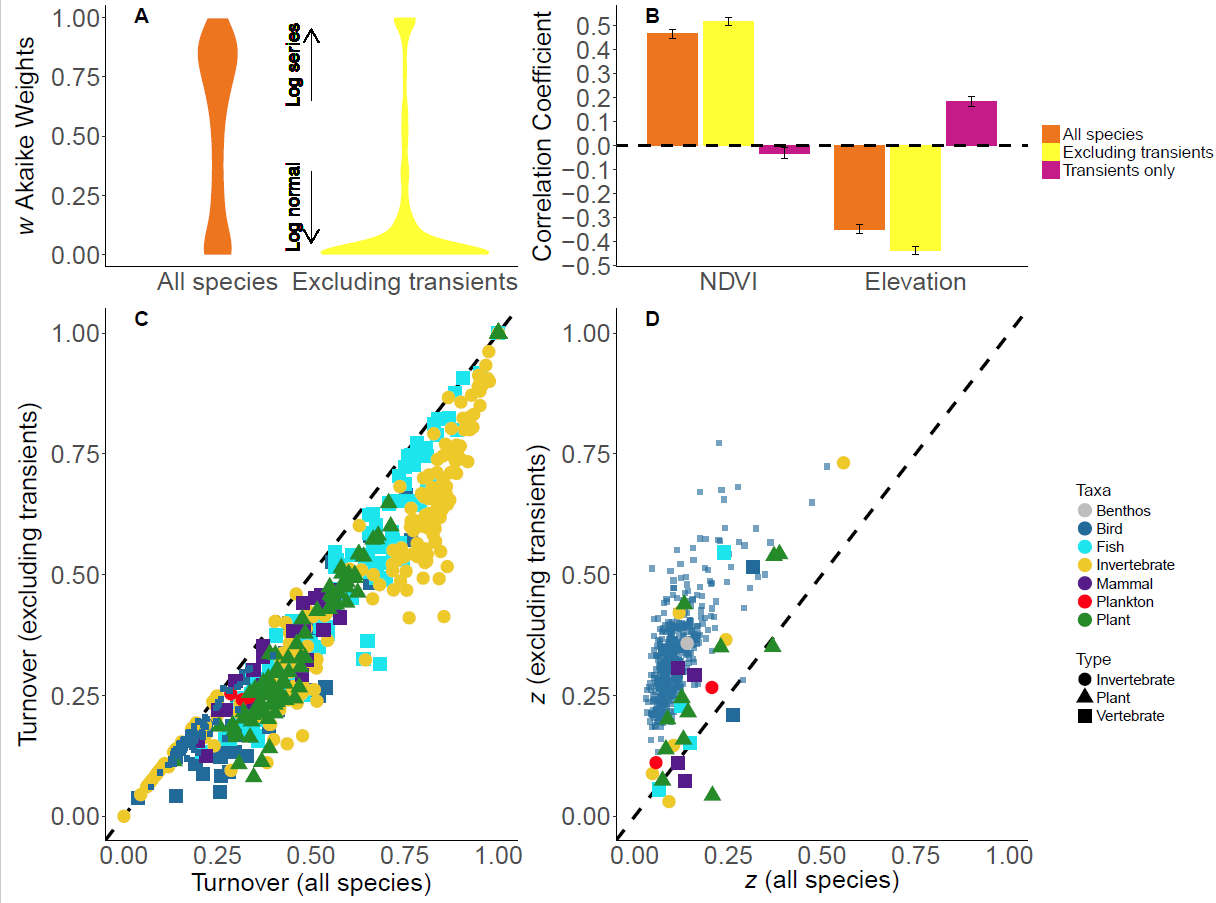 A
w Akaike Weights
1.00
0.75
0.50
0.25
0.00
Log series
Log normal
All species
Excluding transients
B
Correlation Coefficient
0.5
0.4
0.3
0.2
0.1
0.0
−0.1
−0.2
−0.3
−0.4
−0.5
NDVI
Elevation
All species
Excluding transients
Transients only
C
Turnover (excluding transients)
1.00
0.75
0.50
0.25
0.00
0.00 0.25 0.50 0.75 1.00
Turnover (all species)
D
z (excluding transients)
1.00
0.75
0.50
0.25
0.00
0.00 0.25 0.50 0.75 1.00
z (all species)
Taxa
Benthos
Bird
Fish
Invertebrate
Mammal
Plankton
Plant
Type
Invertebrate
Plant
Vertebrate